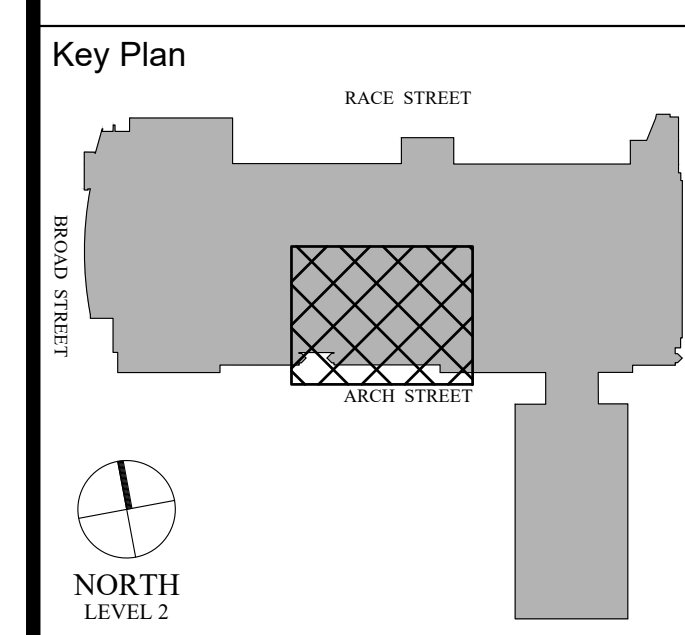 Key Plan
RACE STREET
BROAD STREET
ARCH STREET
NORTH
LEVEL 2